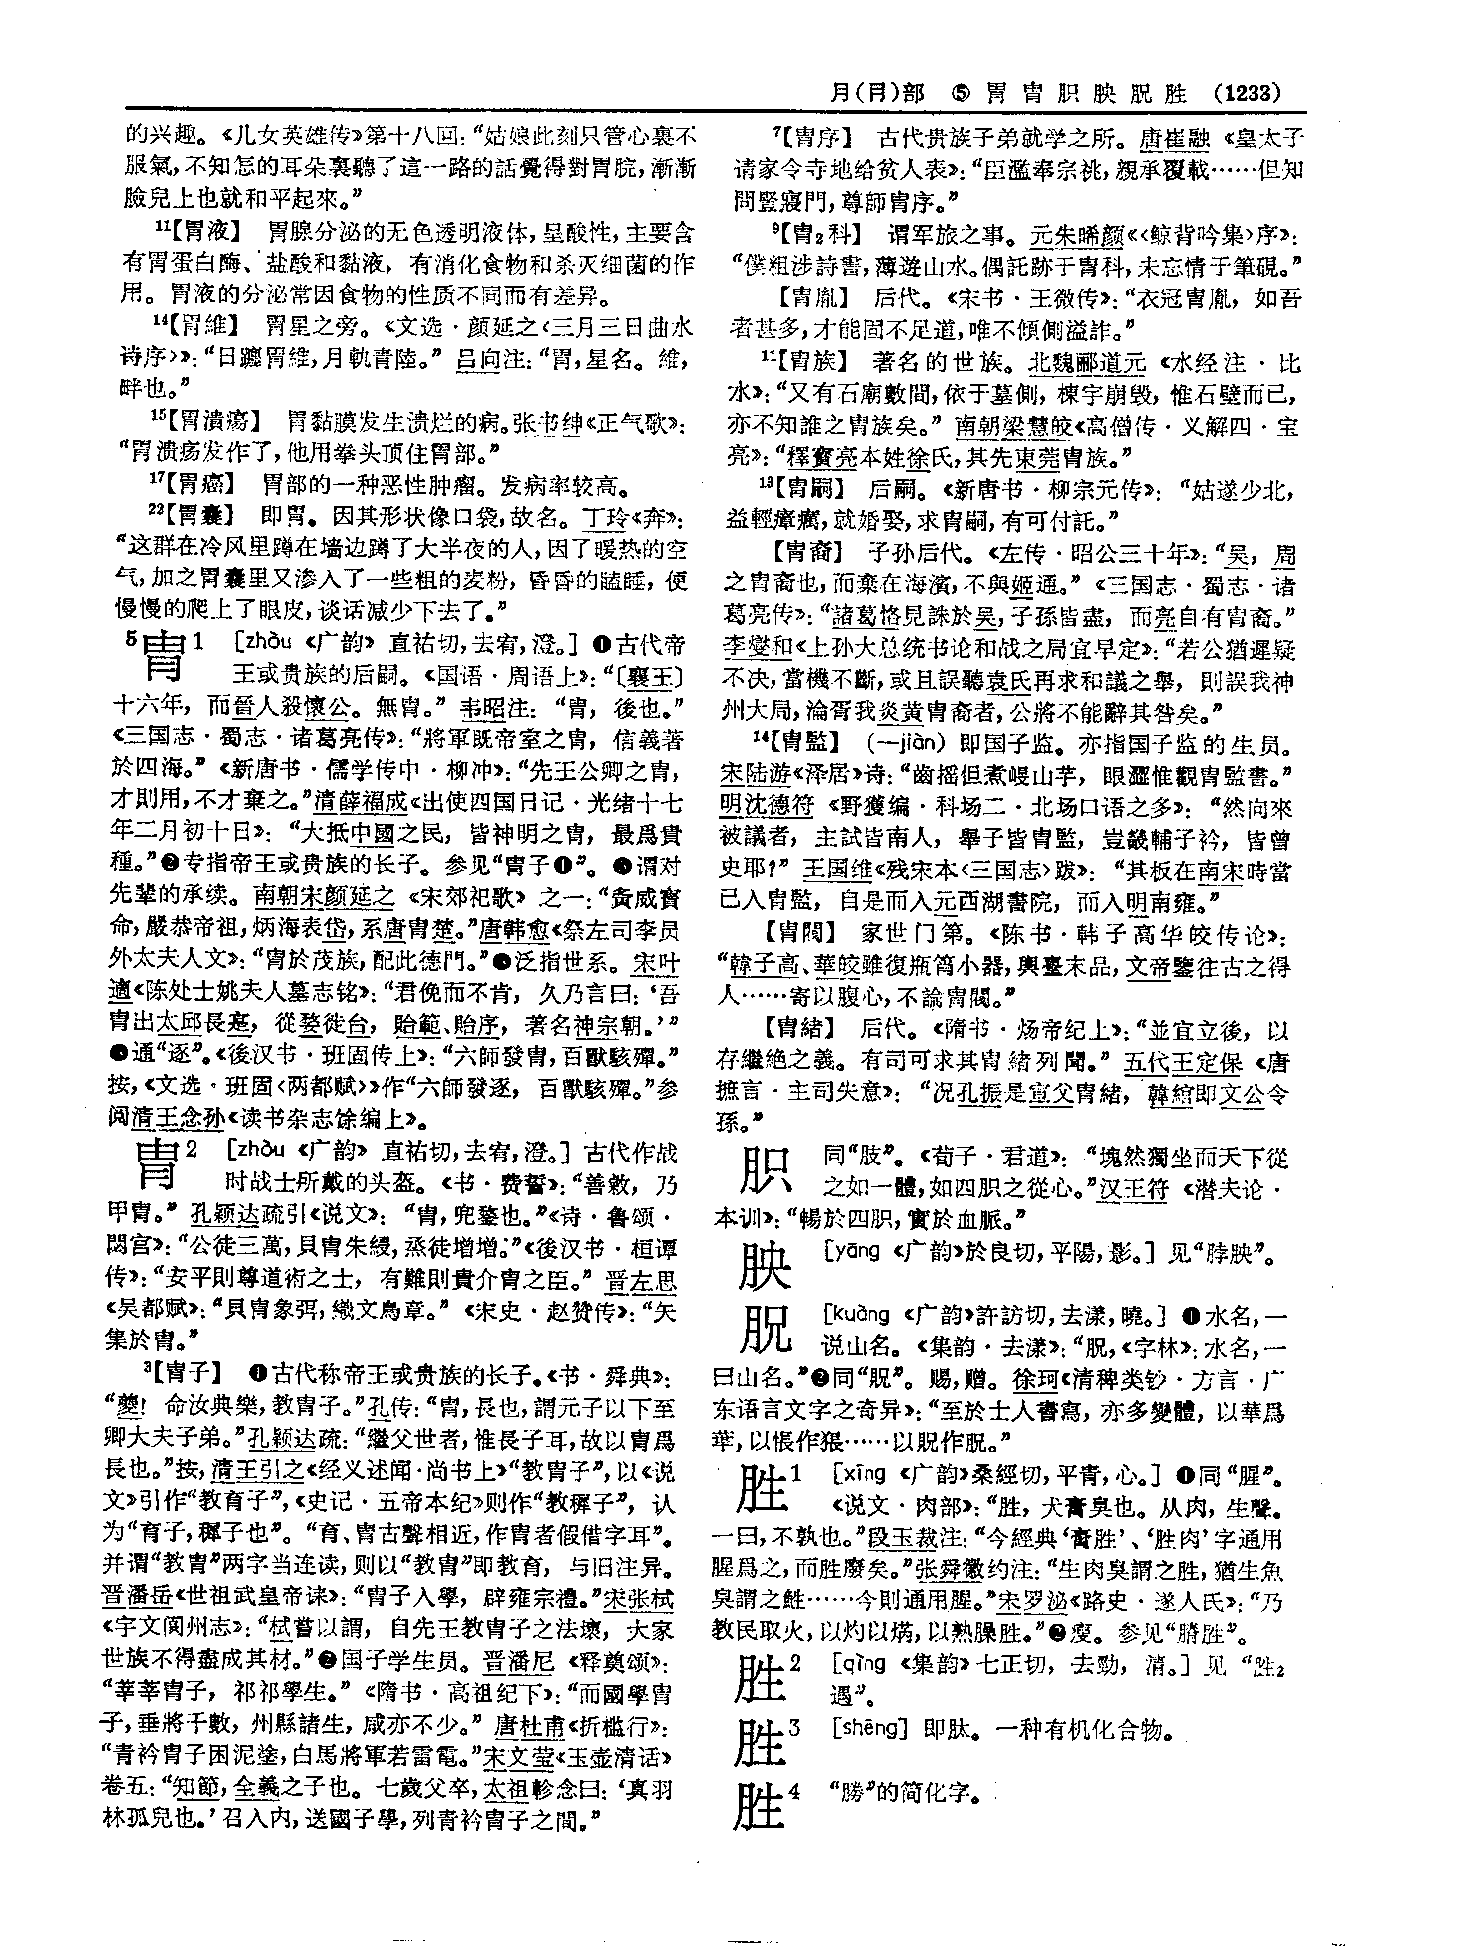 月(⺼)部 ⑤ 胃胄胑胦脱胜 (1233)
的兴趣。《儿女英雄传》第十八回：“姑娘此刻只管心裏不
服氣，不知怎的耳朵裏聽了這一路的話覺得對胃脘，漸漸
臉兒上也就和平起來。”
11【胃液】 胃腺分泌的无色透明液体，呈酸性，主要含
有胃蛋白酶、盐酸和黏液，有消化食物和杀灭细菌的作
用。胃液的分泌常因食物的性质不同而有差异。
14【胃維】 胃星之旁。《文选·颜延之〈三月三日曲水
诗序〉》：“日躔胃維，月軌青陸。”吕向注：“胃，星名。維，
畔也。”
15【胃潰瘍】 胃黏膜发生溃烂的病。张书绅《正气歌》：
“胃溃疡发作了，他用拳头顶住胃部。”
17【胃癌】 胃部的一种恶性肿瘤。发病率较高。
22【胃囊】 即胃。因其形状像口袋，故名。丁玲《奔》：
“这群在冷风里蹲在墙边蹲了大半夜的人，因了暖热的空
气，加之胃囊里又渗入了一些粗的麦粉，昏昏的瞌睡，便
慢慢的爬上了眼皮，谈话减少下去了。”
5胄1 [zhòu《广韵》直祐切，去宥，澄。] ❶古代帝
王或贵族的后嗣。《国语·周语上》：“〔襄王〕
十六年，而晉人殺懷公。無胄。”韦昭注：“胄，後也。”
《三国志·蜀志·诸葛亮传》：“將軍既帝室之胄，信義著
於四海。”《新唐书·儒学传中·柳冲》：“先王公卿之胄，
才則用，不才棄之。”清薛福成《出使四国日记·光绪十七
年二月初十日》：“大抵中國之民，皆神明之胄，最爲貴
種。”❷专指帝王或贵族的长子。参见“胄子❶”。❸谓对
先辈的承续。南朝宋颜延之《宋郊祀歌》之一：“夤威寶
命，嚴恭帝祖，炳海表岱，系唐胄楚。”唐韩愈《祭左司李员
外太夫人文》：“胄於茂族，配此德門。”❹泛指世系。宋叶
適《陈处士姚夫人墓志铭》：“君俛而不肯，久乃言曰：‘吾
胄出太邱長寔，從婺徙台，貽範、貽序，著名神宗朝。’”
❺通“逐”。《後汉书·班固传上》：“六師發胄，百獸駭殫。”
按，《文选·班固〈两都赋〉》作“六師發逐，百獸駭殫。”参
阅清王念孙《读书杂志馀编上》。
胄2 [zhòu《广韵》直祐切，去宥，澄。] 古代作战
时战士所戴的头盔。《书·费誓》：“善敹，乃
甲胄。”孔颖达疏引《说文》：“胄，兜鍪也。”《诗·鲁颂·
閟宫》：“公徒三萬，貝胄朱綅，烝徒增增。”《後汉书·桓谭
传》：“安平則尊道術之士，有難則貴介胄之臣。”晋左思
《吴都赋》：“貝胄象弭，織文鳥章。”《宋史·赵赞传》：“矢
集於胄。”
3【胄子】 ❶古代称帝王或贵族的长子。《书·舜典》：
“夔！命汝典樂，教胄子。”孔传：“胄，長也，謂元子以下至
卿大夫子弟。”孔颖达疏：“繼父世者，惟長子耳，故以胄爲
長也。”按，清王引之《经义述闻·尚书上》“教胄子”，以《说
文》引作“教育子”，《史记·五帝本纪》则作“教穉子”，认
为“育子，穉子也”。“育、胄古聲相近，作胄者假借字耳”。
并谓“教胄”两字当连读，则以“教胄”即教育，与旧注异。
晋潘岳《世祖武皇帝诔》：“胄子入學，辟雍宗禮。”宋张栻
《宇文阆州志》：“栻嘗以謂，自先王教胄子之法壞，大家
世族不得盡成其材。”❷国子学生员。晋潘尼《释奠颂》：
“莘莘胄子，祁祁學生。”《隋书·高祖纪下》：“而國學胄
子，垂將千數，州縣諸生，咸亦不少。”唐杜甫《折槛行》：
“青衿胄子困泥塗，白馬將軍若雷電。”宋文莹《玉壶清话》
卷五：“知節，全義之子也。七歲父卒，太祖軫念曰：‘真羽
林孤兒也。’召入内，送國子學，列青衿胄子之間。”
7【胄序】 古代贵族子弟就学之所。唐崔融《皇太子
请家令寺地给贫人表》：“臣濫奉宗祧，親承覆載……但知
問豎寢門，尊師胄序。”
9【胄2科】 谓军旅之事。元朱晞颜《〈鲸背吟集〉序》：
“僕粗涉詩書，薄遊山水。偶託跡于胄科，未忘情于筆硯。”
【胄胤】 后代。《宋书·王微传》：“衣冠胄胤，如吾
者甚多，才能固不足道，唯不傾側溢詐。”
11【胄族】 著名的世族。北魏郦道元《水经注·比
水》：“又有石廟數間，依于墓側，棟宇崩毁，惟石壁而已，
亦不知誰之胄族矣。”南朝梁慧皎《高僧传·义解四·宝
亮》：“釋寳亮本姓徐氏，其先東莞胄族。”
13【胄嗣】 后嗣。《新唐书·柳宗元传》：“姑遂少北，
益輕瘴癘，就婚娶，求胄嗣，有可付託。”
【胄裔】 子孙后代。《左传·昭公三十年》：“吴，周
之胄裔也，而棄在海濱，不與姬通。”《三国志·蜀志·诸
葛亮传》：“諸葛恪見誅於吴，子孫皆盡，而亮自有胄裔。”
李燮和《上孙大总统书论和战之局宜早定》：“若公猶遲疑
不决，當機不斷，或且誤聽袁氏再求和議之舉，則誤我神
州大局，淪胥我炎黄胄裔者，公將不能辭其咎矣。”
14【胄監】 (—jiàn) 即国子监。亦指国子监的生员。
宋陆游《泽居》诗：“齒摇但煮嵕山芋，眼澀惟觀胄監書。”
明沈德符《野獲编·科场二·北场口语之多》：“然向來
被議者，主試皆南人，舉子皆胄監，豈畿輔子衿，皆曾
史耶？”王国维《残宋本〈三国志〉跋》：“其板在南宋時當
已入胄監，自是而入元西湖書院，而入明南雍。”
【胄閥】 家世门第。《陈书·韩子高华皎传论》：
“韓子高、華皎雖復瓶筲小器，輿臺末品，文帝鑒往古之得
人……寄以腹心，不論胄閥。”
【胄緒】 后代。《隋书·炀帝纪上》：“並宜立後，以
存繼絶之義。有司可求其胄緒列聞。”五代王定保《唐
摭言·主司失意》：“况孔振是宣父胄緒，韓綰即文公令
孫。”
胑 同“肢”。《荀子·君道》：“塊然獨坐而天下從
之如一體，如四胑之從心。”汉王符《潜夫论·
本训》：“暢於四胑，實於血脈。”
胦 [yāng《广韵》於良切，平陽，影。] 见“脖胦”。
[kuàng《广韵》許訪切，去漾，曉。] ❶水名，一
说山名。《集韵·去漾》：“ ，《字林》：水名，一
曰山名。”❷同“貺”。赐，赠。徐珂《清稗类钞·方言·广
东语言文字之奇异》：“至於士人書寫，亦多變體，以華爲
華，以悵作猥……以貺作 。”
胜1 [xīng《广韵》桑經切，平青，心。] ❶同“腥”。
《说文·肉部》：“胜，犬膏臭也。从肉，生聲。
一曰，不孰也。”段玉裁注：“今經典‘膏胜’、‘胜肉’字通用
腥爲之，而胜廢矣。”张舜徽约注：“生肉臭謂之胜，猶生魚
臭謂之鮏……今則通用腥。”宋罗泌《路史·遂人氏》：“乃
教民取火，以灼以焫，以熟臊胜。”❷瘦。参见“脼胜”。
胜2 [qìng《集韵》七正切，去勁，清。] 见“胜2
遇”。
胜3 [shēng] 即肽。一种有机化合物。
胜4 “勝”的简化字。